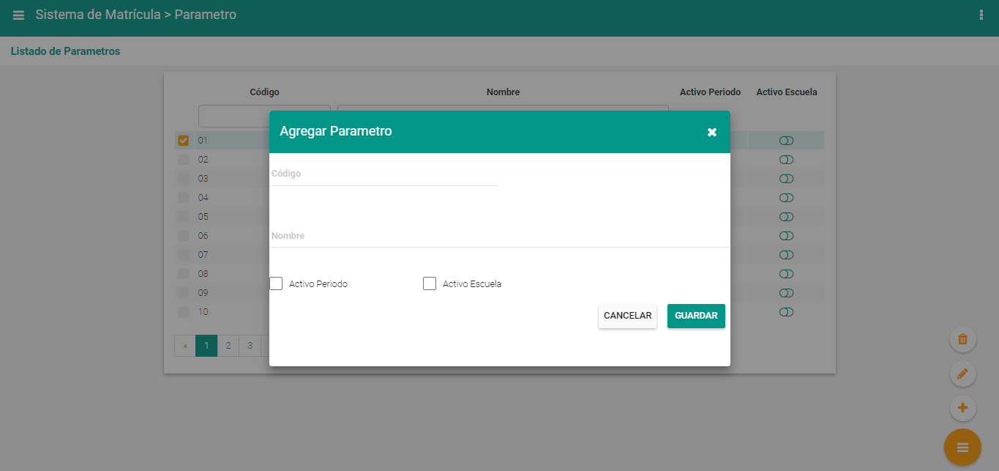 Sistema de Matrícula > Parametro
Listado de Parametros
Código Nombre Activo Periodo Activo Escuela
Agregar Parametro
Código
Nombre
Activo Periodo Activo Escuela
CANCELAR GUARDAR
01
02
03
04
05
06
07
08
09
10
« 1 2 3